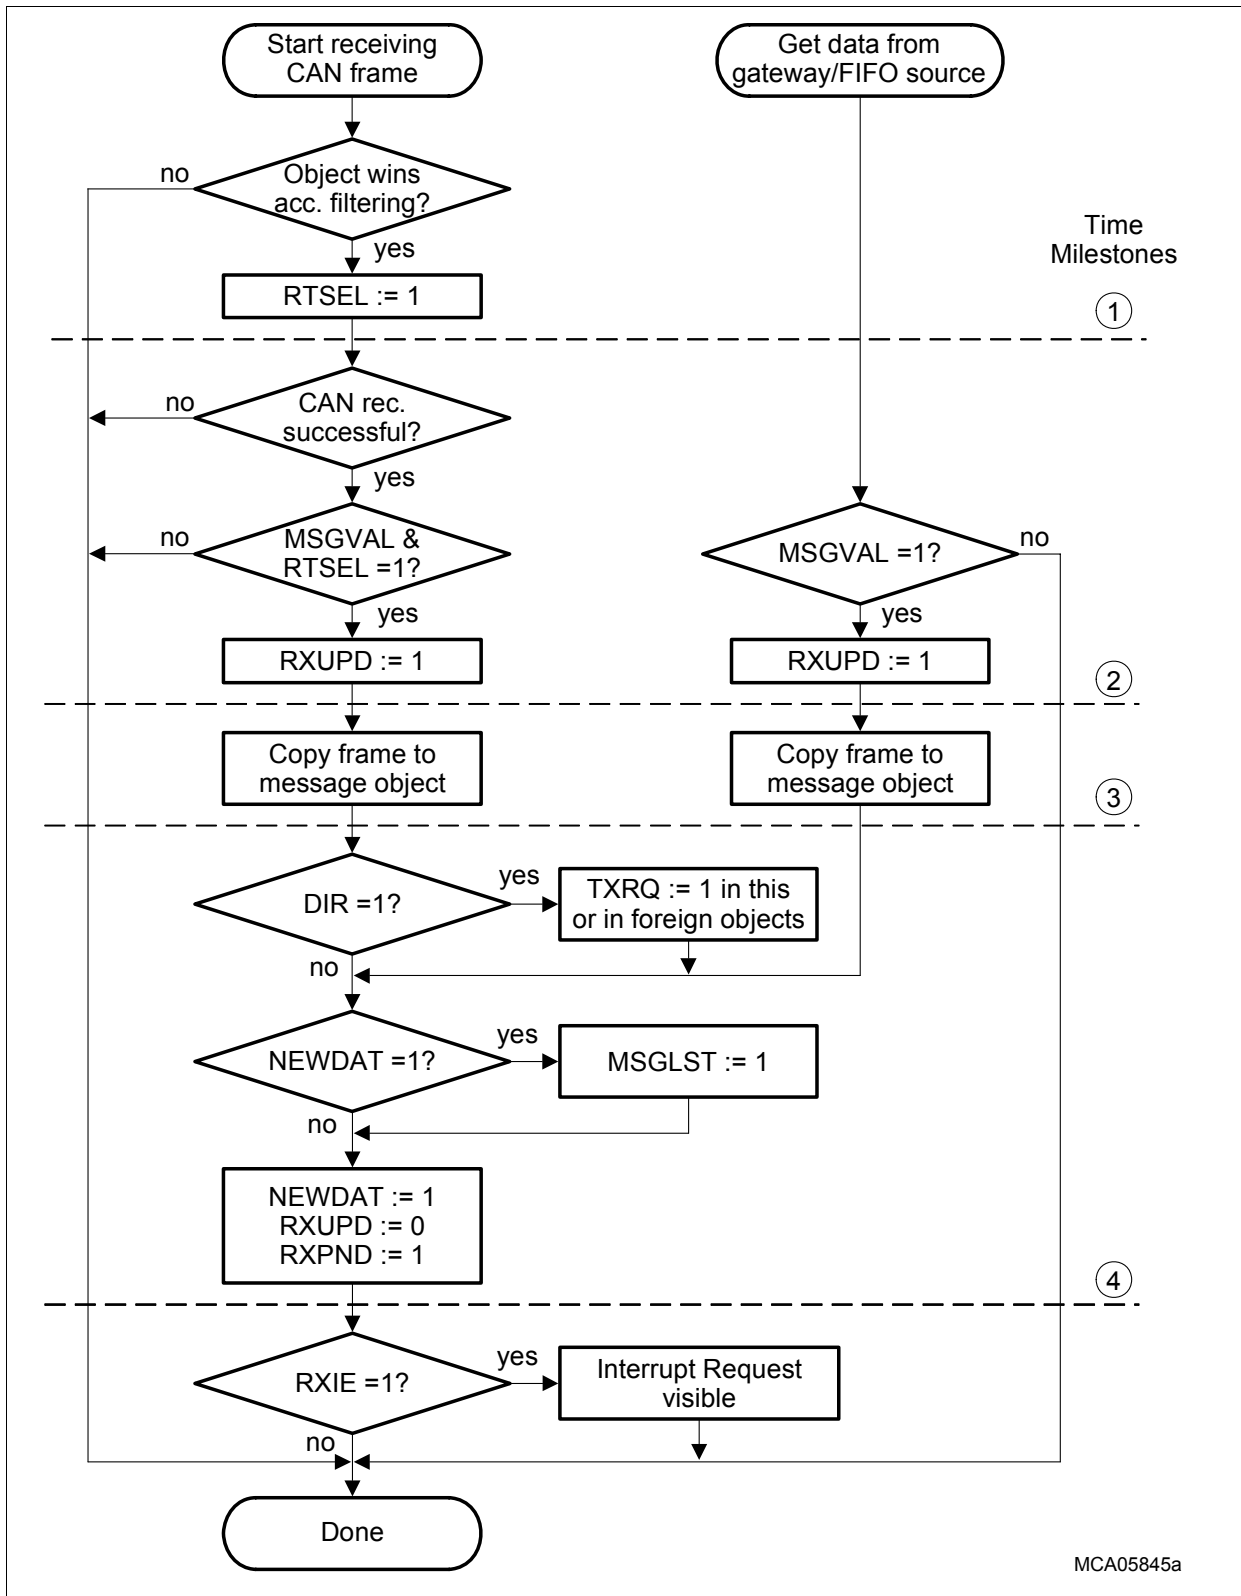 Start receiving
CAN frame
Get data from
gateway/FIFO source
no
Object wins
acc. filtering?
yes
Time
Milestones
RTSEL := 1
1
no
CAN rec.
successful?
yes
no
MSGVAL &
RTSEL =1?
MSGVAL =1?
no
yes
yes
RXUPD := 1
RXUPD := 1
2
Copy frame to
message object
Copy frame to
message object
3
DIR =1?
yes
TXRQ := 1 in this
or in foreign objects
no
NEWDAT =1?
yes
MSGLST := 1
no
NEWDAT := 1
RXUPD := 0
RXPND := 1
4
RXIE =1?
yes
Interrupt Request
visible
no
Done
MCA05845a